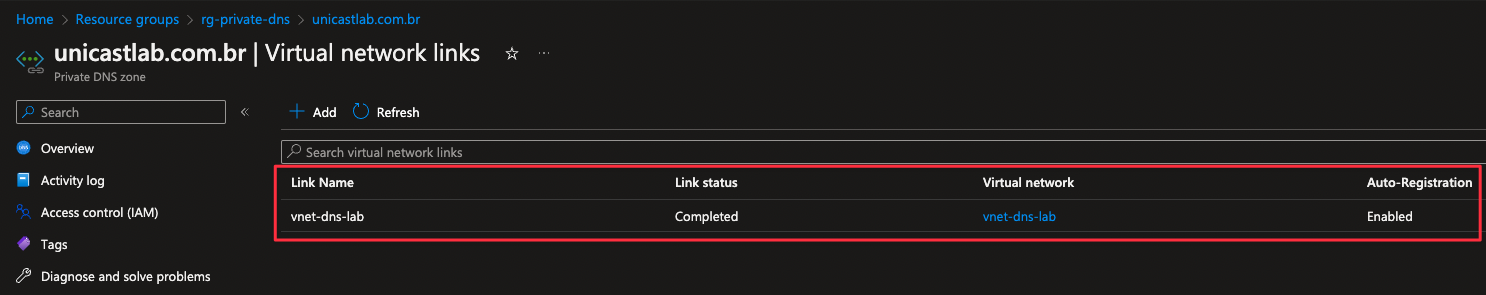 Home > Resource groups > rg-private-dns > unicastlab.com.br
unicastlab.com.br | Virtual network links ☆ ...
Private DNS zone
Search «
+ Add Refresh
Overview
Search virtual network links
Activity log
Link Name Link status Virtual network Auto-Registration
Access control (IAM)
vnet-dns-lab Completed vnet-dns-lab Enabled
Tags
Diagnose and solve problems